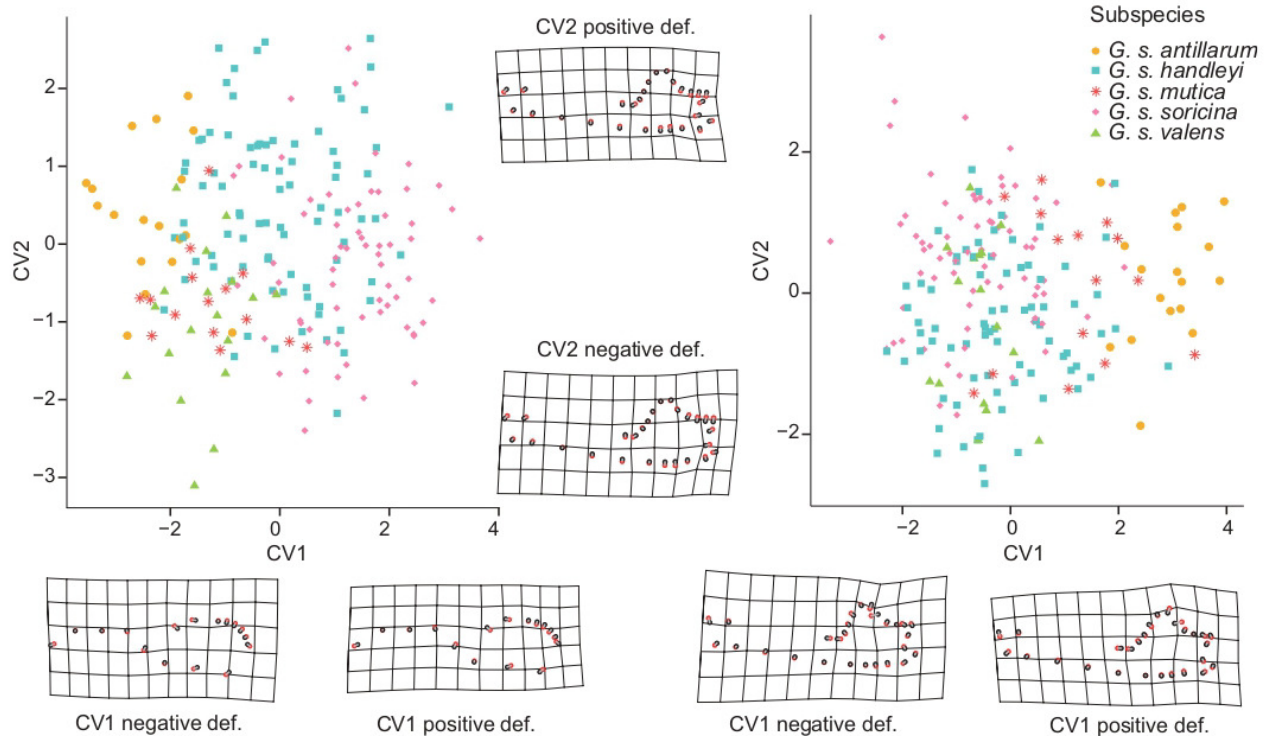 CV2 positive def.
Subspecies
G. s. antillarum
G. s. handleyi
G. s. mutica
G. s. soricina
G. s. valens
2
1
0
−1
−2
−3
CV2
−2
0
2
4
CV1
CV2 negative def.
2
0
−2
CV2
−2
0
2
4
CV1
CV1 negative def.
CV1 positive def.
CV1 negative def.
CV1 positive def.